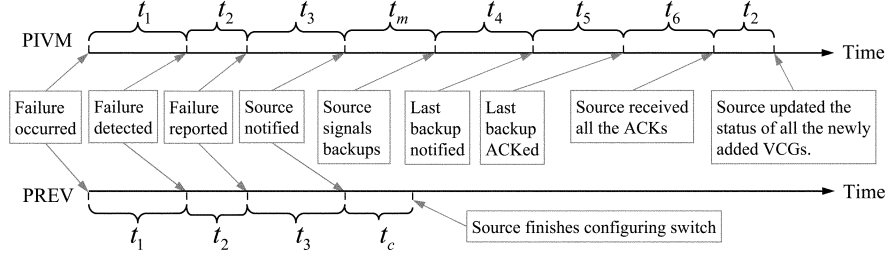 t1 t2 t3 tm t4 t5 t6 t2
PIVM
Time
Failure
occurred
Failure
detected
Failure
reported
Source
notified
Source
signals
backups
Last
backup
notified
Last
backup
ACKed
Source received
all the ACKs
Source updated the
status of all the newly
added VCGs.
PREV
Time
t1 t2 t3 tc
Source finishes configuring switch